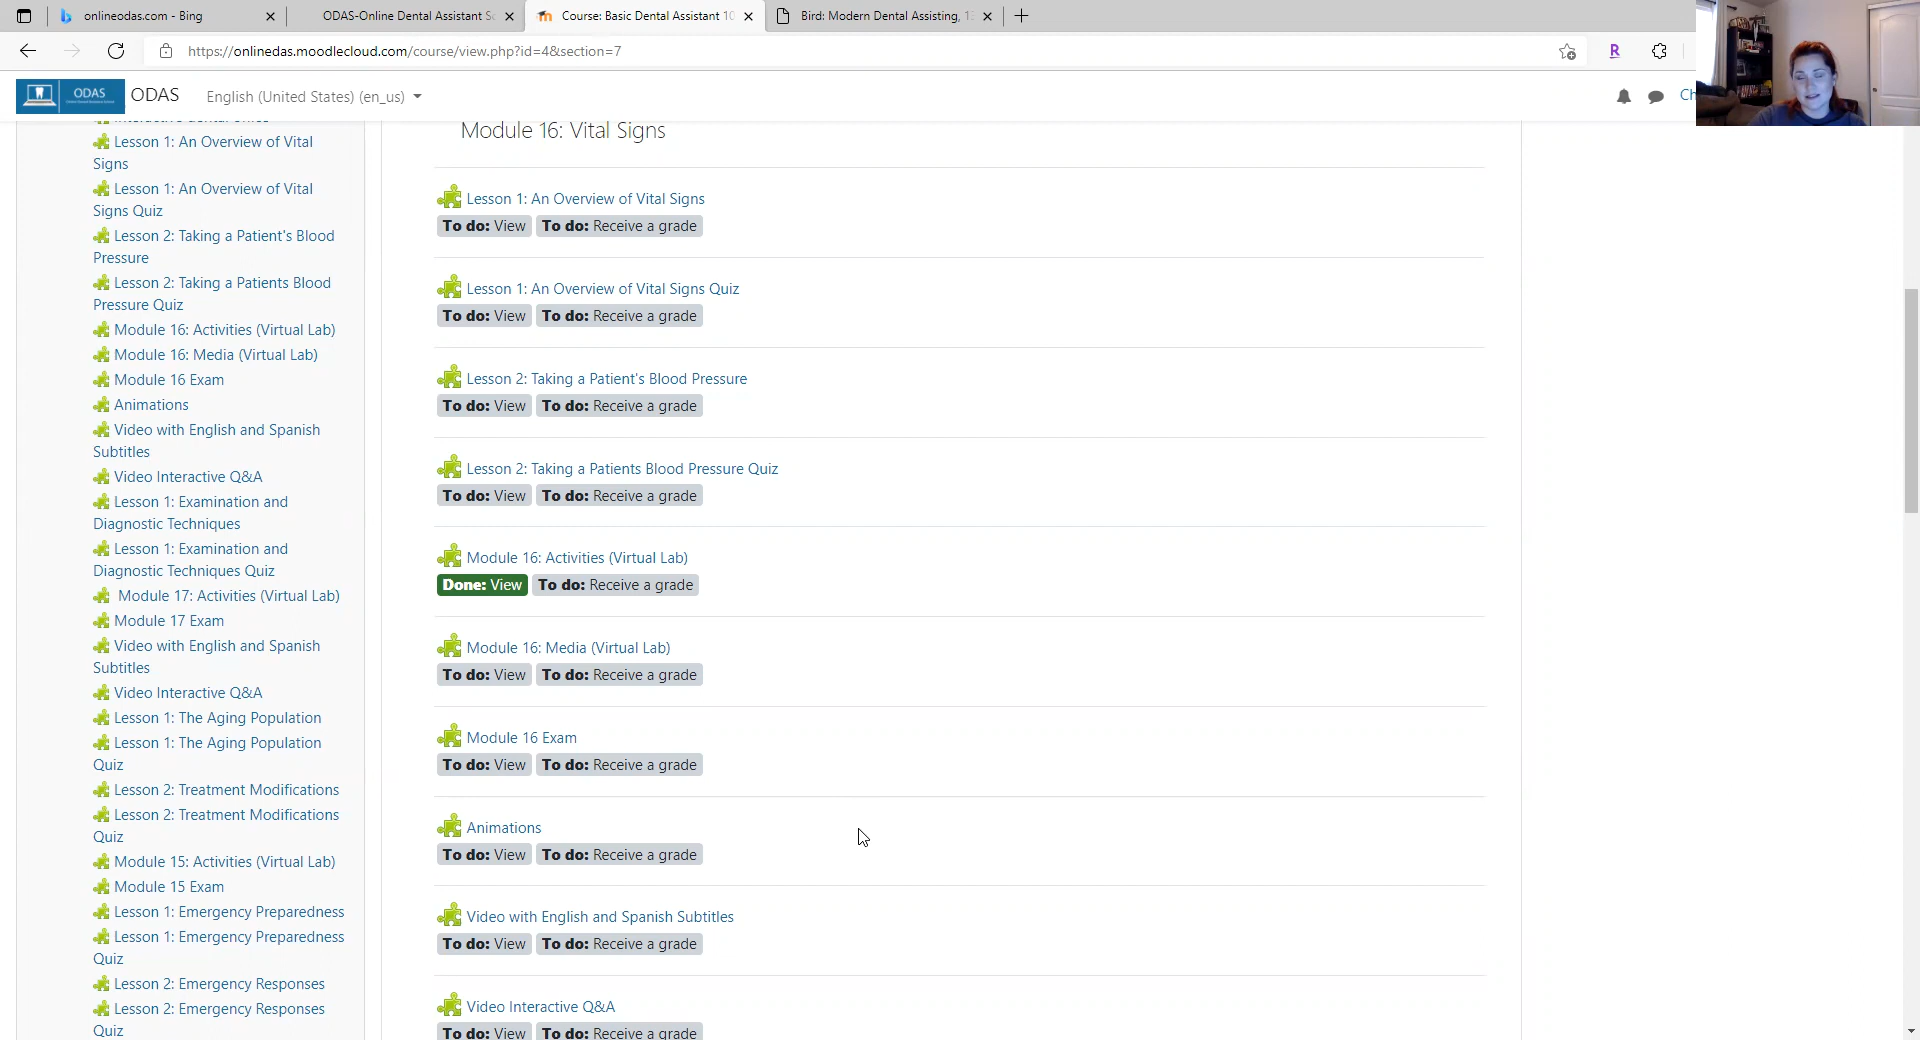 onlineodas.com - Bing
ODAS-Online Dental Assistant Sc
Course: Basic Dental Assistant 10
Bird: Modern Dental Assisting, 13
https://onlinedas.moodlecloud.com/course/view.php?id=4&section=7
R
ODAS
ODAS
English (United States) (en_us)
Ch
Lesson 1: An Overview of Vital
Signs
Lesson 1: An Overview of Vital
Signs Quiz
Lesson 2: Taking a Patient's Blood
Pressure
Lesson 2: Taking a Patients Blood
Pressure Quiz
Module 16: Activities (Virtual Lab)
Module 16: Media (Virtual Lab)
Module 16 Exam
Animations
Video with English and Spanish
Subtitles
Video Interactive Q&A
Lesson 1: Examination and
Diagnostic Techniques
Lesson 1: Examination and
Diagnostic Techniques Quiz
Module 17: Activities (Virtual Lab)
Module 17 Exam
Video with English and Spanish
Subtitles
Video Interactive Q&A
Lesson 1: The Aging Population
Lesson 1: The Aging Population
Quiz
Lesson 2: Treatment Modifications
Lesson 2: Treatment Modifications
Quiz
Module 15: Activities (Virtual Lab)
Module 15 Exam
Lesson 1: Emergency Preparedness
Lesson 1: Emergency Preparedness
Quiz
Lesson 2: Emergency Responses
Lesson 2: Emergency Responses
Quiz
Module 16: Vital Signs
Lesson 1: An Overview of Vital Signs
To do: View To do: Receive a grade
Lesson 1: An Overview of Vital Signs Quiz
To do: View To do: Receive a grade
Lesson 2: Taking a Patient's Blood Pressure
To do: View To do: Receive a grade
Lesson 2: Taking a Patients Blood Pressure Quiz
To do: View To do: Receive a grade
Module 16: Activities (Virtual Lab)
Done: View To do: Receive a grade
Module 16: Media (Virtual Lab)
To do: View To do: Receive a grade
Module 16 Exam
To do: View To do: Receive a grade
Animations
To do: View To do: Receive a grade
Video with English and Spanish Subtitles
To do: View To do: Receive a grade
Video Interactive Q&A
To do: View To do: Receive a grade